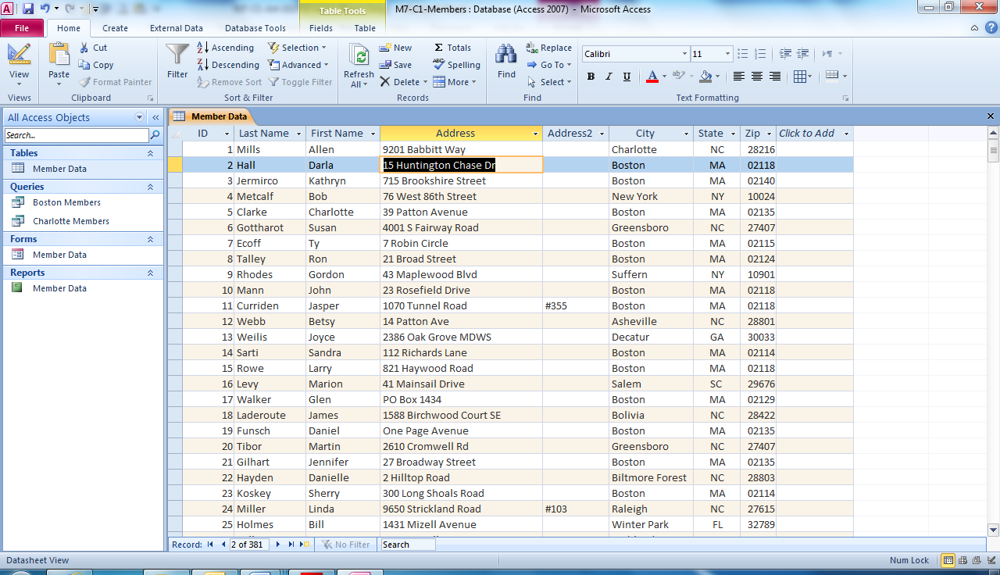 Table Tools
M7-C1-Members : Database (Access 2007) - Microsoft Access
File Home Create External Data Database Tools Fields Table
Cut Ascending Selection New Totals Replace Calibri 11
Copy Descending Advanced Save Spelling Go To
Format Painter Remove Sort Toggle Filter Delete More Select B I U A
View Paste Filter Refresh All Find
Views Clipboard Sort & Filter Records Find Text Formatting
All Access Objects
Search...
Tables
Member Data
Queries
Boston Members
Charlotte Members
Forms
Member Data
Reports
Member Data
Member Data
ID Last Name First Name Address Address2 City State Zip Click to Add
1 Mills Allen 9201 Babbitt Way Charlotte NC 28216
2 Hall Darla 15 Huntington Chase Dr Boston MA 02118
3 Jermirco Kathryn 715 Brookshire Street Boston MA 02140
4 Metcalf Bob 76 West 86th Street New York NY 10024
5 Clarke Charlotte 39 Patton Avenue Boston MA 02135
6 Gottharot Susan 4001 S Fairway Road Greensboro NC 27407
7 Ecoff Ty 7 Robin Circle Boston MA 02115
8 Talley Ron 21 Broad Street Boston MA 02124
9 Rhodes Gordon 43 Maplewood Blvd Suffern NY 10901
10 Mann John 23 Rosefield Drive Boston MA 02118
11 Curriden Jasper 1070 Tunnel Road #355 Boston MA 02118
12 Webb Betsy 14 Patton Ave Asheville NC 28801
13 Weilis Joyce 2386 Oak Grove MDWS Decatur GA 30033
14 Sarti Sandra 112 Richards Lane Boston MA 02114
15 Rowe Larry 821 Haywood Road Boston MA 02118
16 Levy Marion 41 Mainsail Drive Salem SC 29676
17 Walker Glen PO Box 1434 Boston MA 02129
18 Laderoute James 1588 Birchwood Court SE Bolivia NC 28422
19 Funsch Daniel One Page Avenue Boston MA 02135
20 Tibor Martin 2610 Cromwell Rd Greensboro NC 27407
21 Gilhart Jennifer 27 Broadway Street Boston MA 02135
22 Hayden Danielle 2 Hilltop Road Biltmore Forest NC 28803
23 Koskey Sherry 300 Long Shoals Road Boston MA 02114
24 Miller Linda 9650 Strickland Road #103 Raleigh NC 27615
25 Holmes Bill 1431 Mizell Avenue Winter Park FL 32789
Record: 2 of 381 No Filter Search
Datasheet View Num Lock